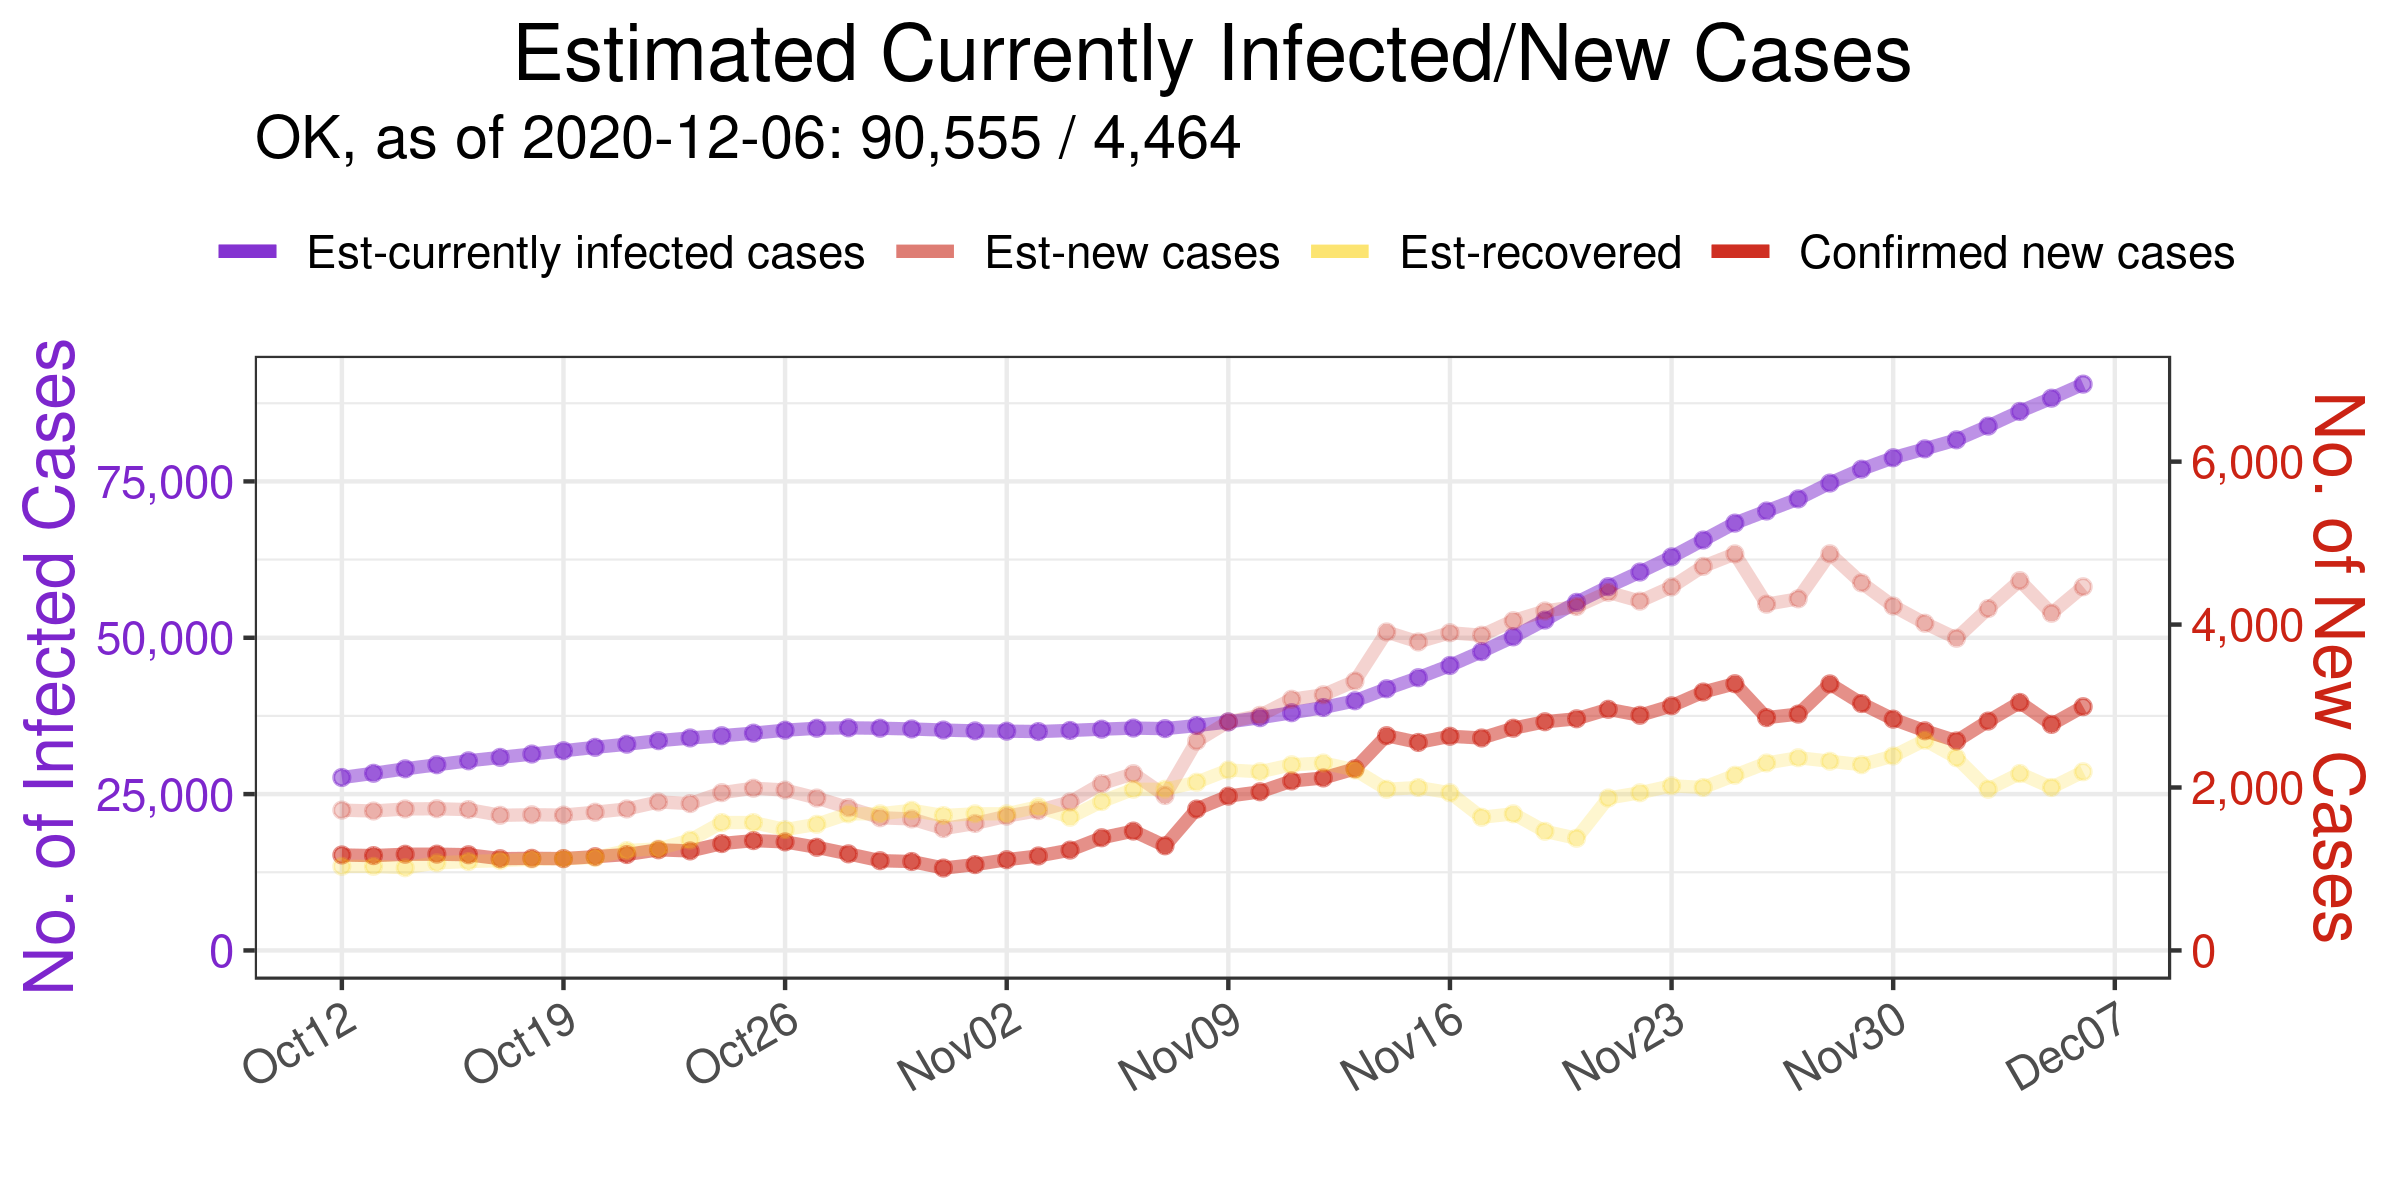 Estimated Currently Infected/New Cases
OK, as of 2020-12-06: 90,555 / 4,464
Est-currently infected cases
Est-new cases
Est-recovered
Confirmed new cases
No. of Infected Cases
75,000
50,000
25,000
0
6,000
4,000
2,000
0
No. of New Cases
Oct12
Oct19
Oct26
Nov02
Nov09
Nov16
Nov23
Nov30
Dec07